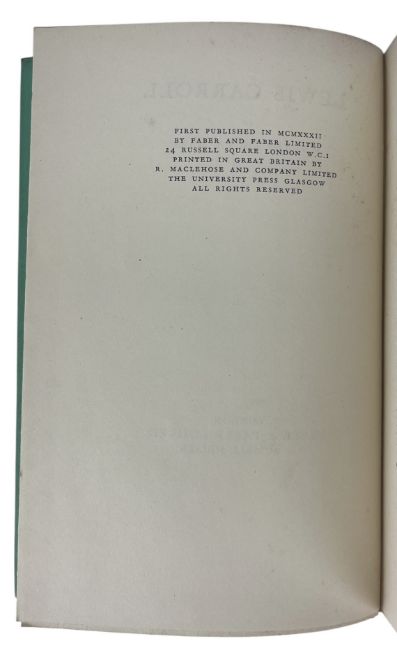 FIRST PUBLISHED IN MCMXXXII
BY FABER AND FABER LIMITED
24 RUSSELL SQUARE LONDON W.C.1
PRINTED IN GREAT BRITAIN BY
R. MACLEHOSE AND COMPANY LIMITED
THE UNIVERSITY PRESS GLASGOW
ALL RIGHTS RESERVED